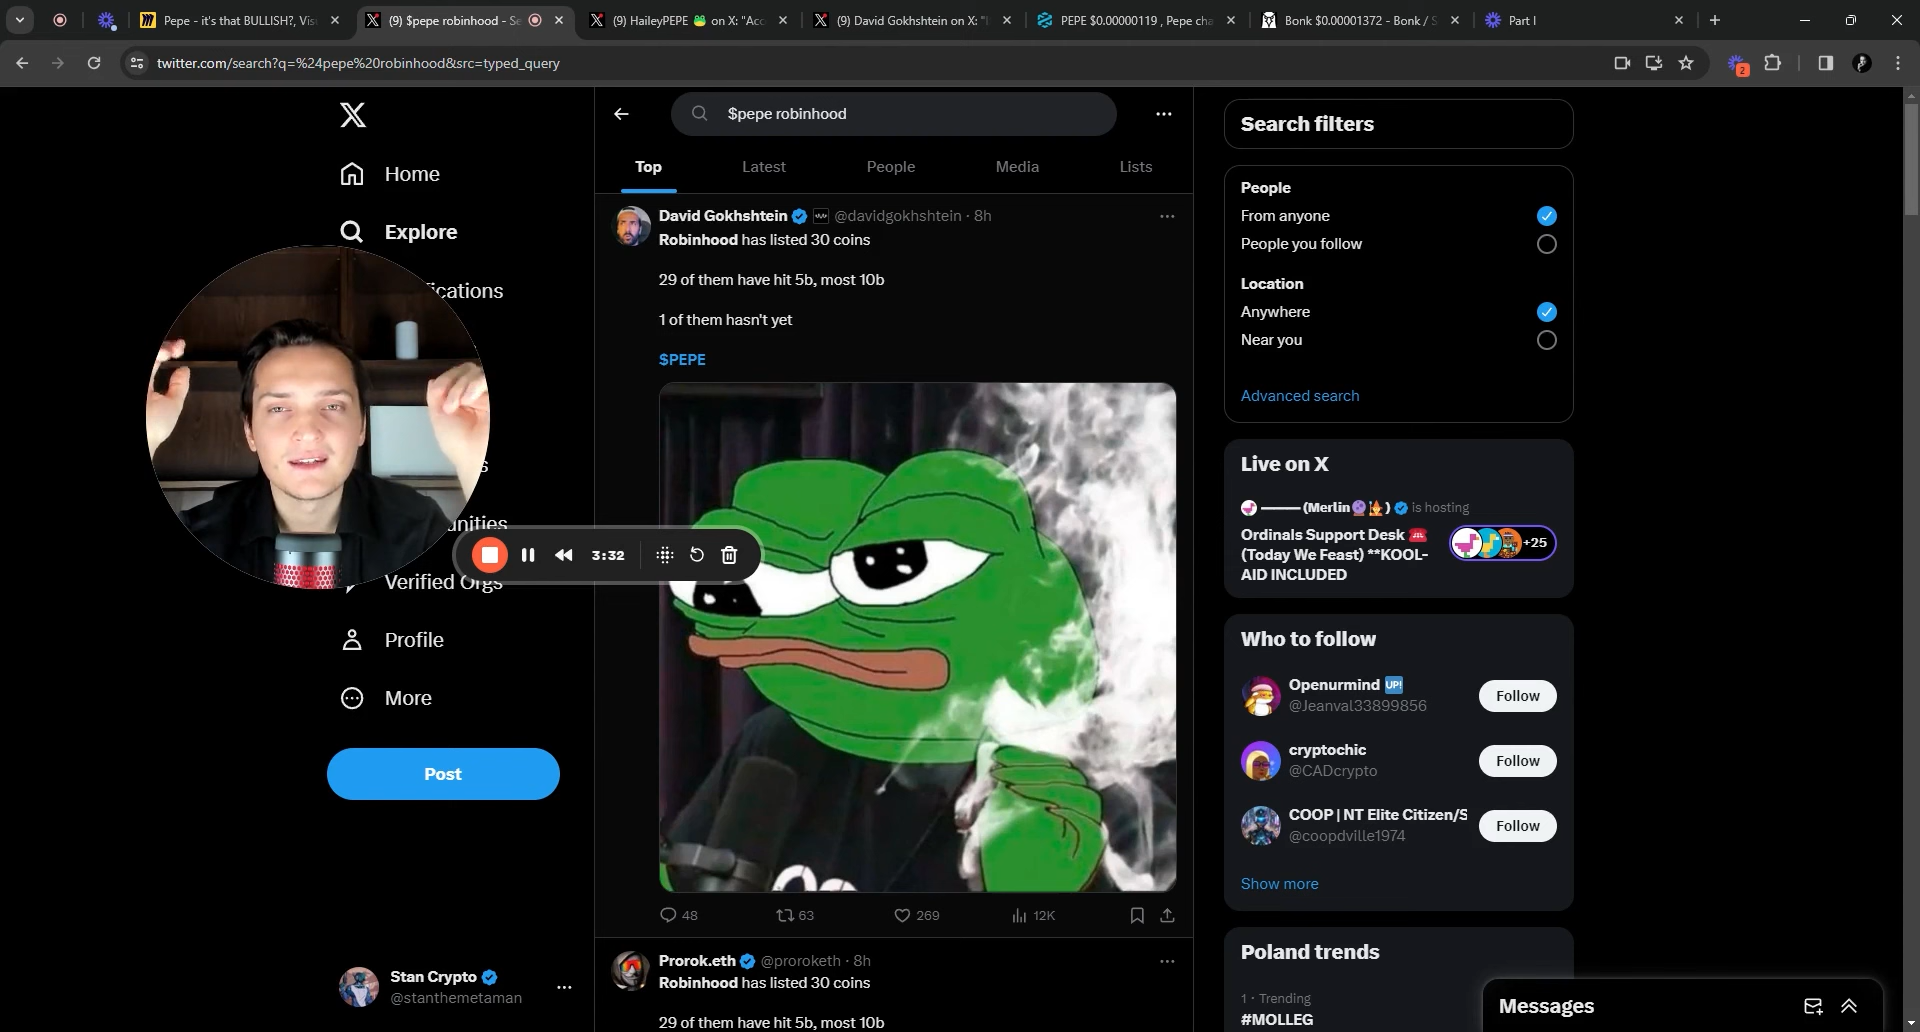 Pepe - it's that BULLISH?, Vis
(9) $pepe robinhood - Se
(9) HaileyPEPE 🐸 on X: "Acc
(9) David Gokhshtein on X: "
PEPE $0.00000119 , Pepe cha
Bonk $0.00001372 - Bonk / S
Part I
twitter.com/search?q=%24pepe%20robinhood&src=typed_query
2
Home
Explore
ications
s
unities
Verified Orgs
Profile
More
Post
Stan Crypto
@stanthemetaman
3:32
$pepe robinhood
Top
Latest
People
Media
Lists
David Gokhshtein @davidgokhshtein · 8h
Robinhood has listed 30 coins
29 of them have hit 5b, most 10b
1 of them hasn't yet
$PEPE
48
63
269
12K
Prorok.eth @proroketh · 8h
Robinhood has listed 30 coins
29 of them have hit 5b, most 10b
Search filters
People
From anyone
People you follow
Location
Anywhere
Near you
Advanced search
Live on X
(Merlin🔮🧜) is hosting
Ordinals Support Desk ☎️
(Today We Feast) **KOOL-
AID INCLUDED
+25
Who to follow
Openurmind UP!
@Jeanval33899856
Follow
cryptochic
@CADcrypto
Follow
COOP | NT Elite Citizen/S
@coopdville1974
Follow
Show more
Poland trends
1 · Trending
#MOLLEG
Messages